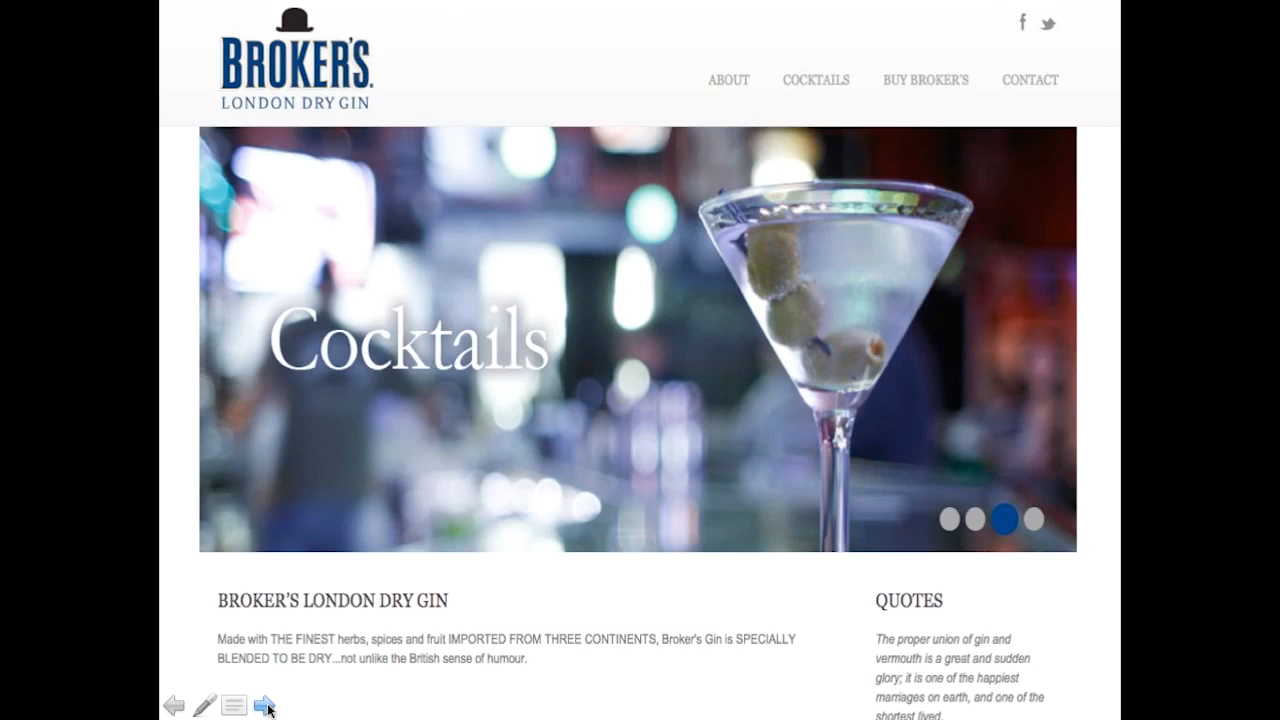 BROKER'S.
LONDON DRY GIN
ABOUT COCKTAILS BUY BROKER'S CONTACT
Cocktails
BROKER'S LONDON DRY GIN
Made with THE FINEST herbs, spices and fruit IMPORTED FROM THREE CONTINENTS, Broker's Gin is SPECIALLY
BLENDED TO BE DRY...not unlike the British sense of humour.
QUOTES
The proper union of gin and
vermouth is a great and sudden
glory; it is one of the happiest
marriages on earth, and one of the
shortest lived.